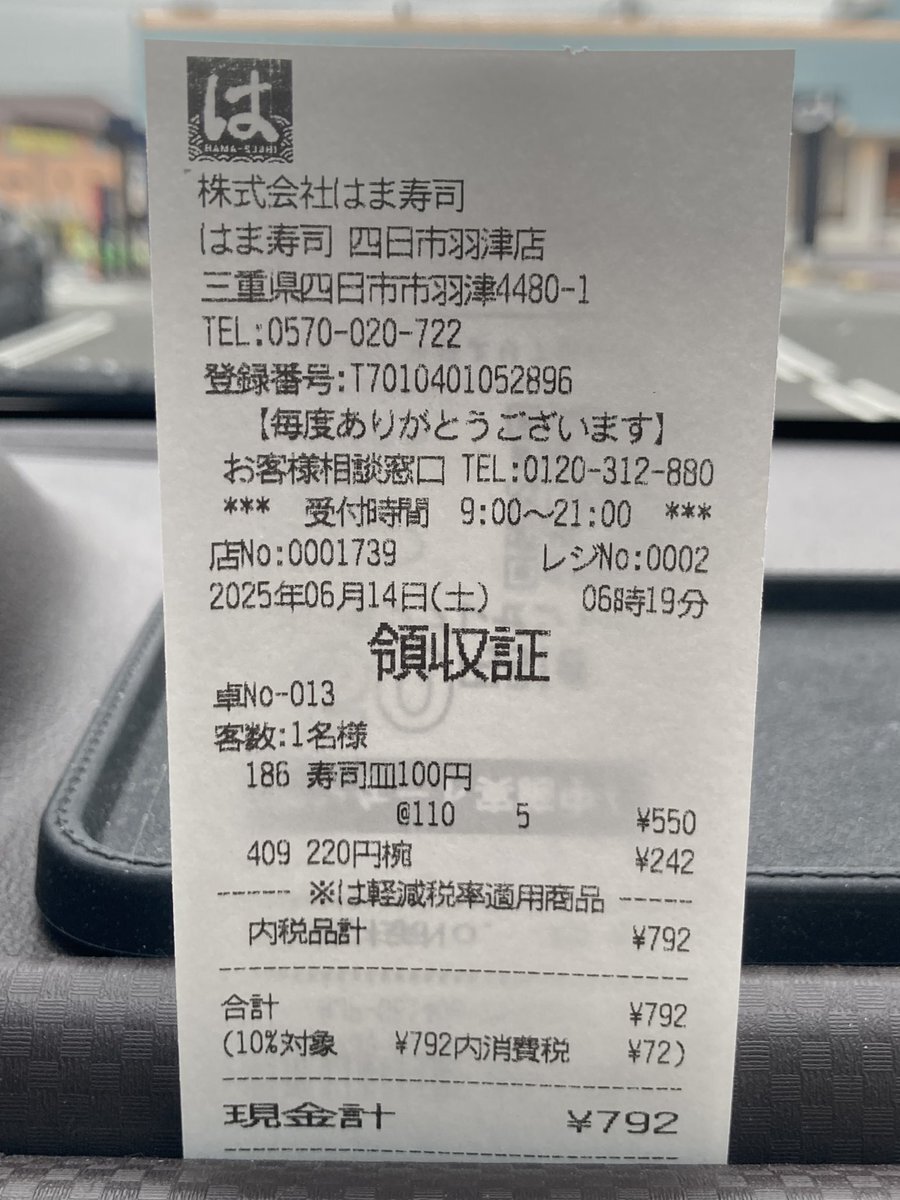 は
HAMA-SUSHI
株式会社はま寿司
はま寿司 四日市羽津店
三重県四日市市羽津4480-1
TEL:0570-020-722
登録番号:T7010401052896
【毎度ありがとうございます】
お客様相談窓口 TEL:0120-312-880
*** 受付時間 9:00〜21:00 ***
店No:0001739 レジNo:0002
2025年06月14日(土) 06時19分
領収証
卓No-013
客数:1名様
186 寿司皿100円
@110 5 ¥550
409 220円椀 ¥242
------ ※は軽減税率適用商品 ------
内税品計 ¥792
合計 ¥792
(10%対象 ¥792内消費税 ¥72)
現金計 ¥792